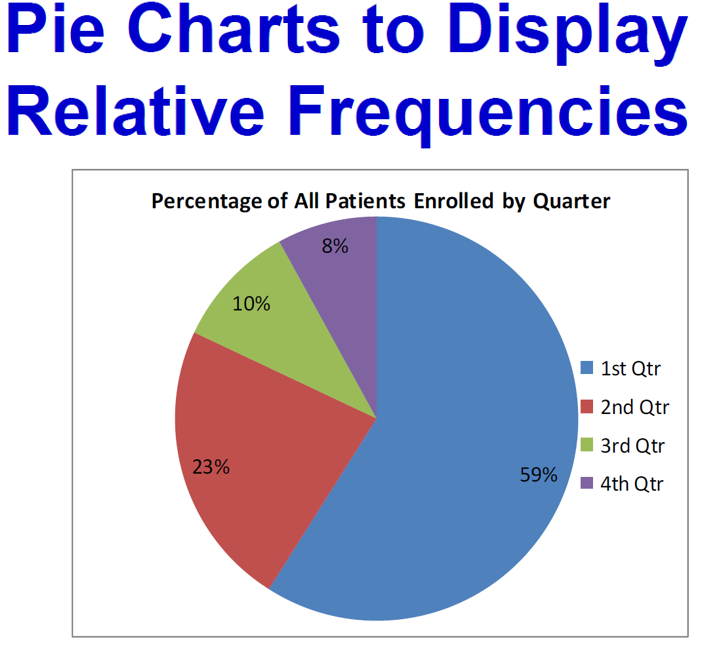 Pie Charts to Display
Relative Frequencies
Percentage of All Patients Enrolled by Quarter
8%
10%
23%
59%
1st Qtr
2nd Qtr
3rd Qtr
4th Qtr